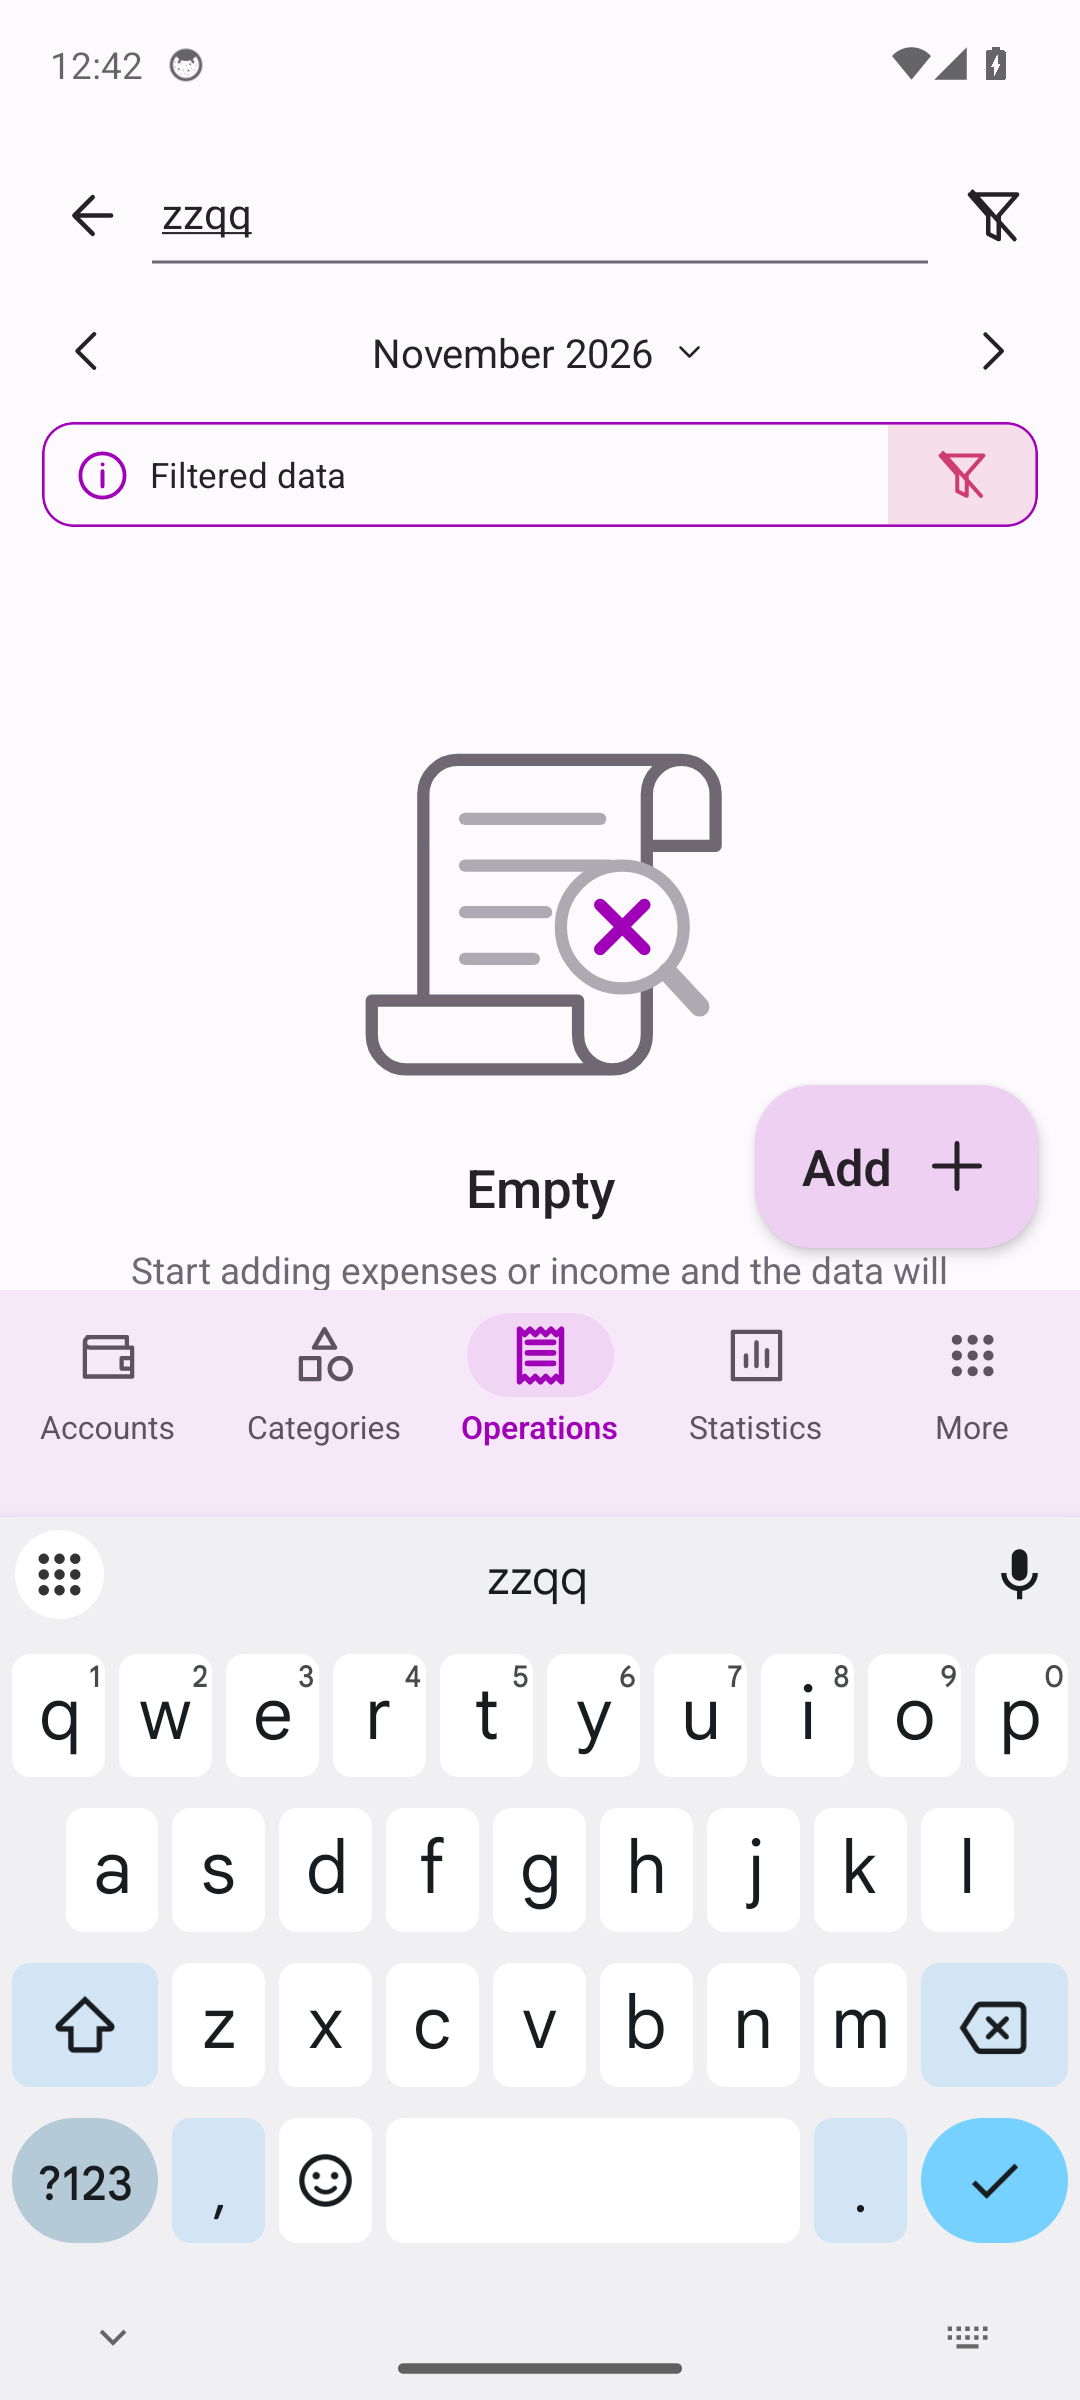 12:42
zzqq
November 2026
Filtered data
Add
Empty
Start adding expenses or income and the data will
Accounts
Categories
Operations
Statistics
More
zzqq
q1 w2 e3 r4 t5 y6 u7 i8 o9 p0
a s d f g h j k l
z x c v b n m
?123 , .